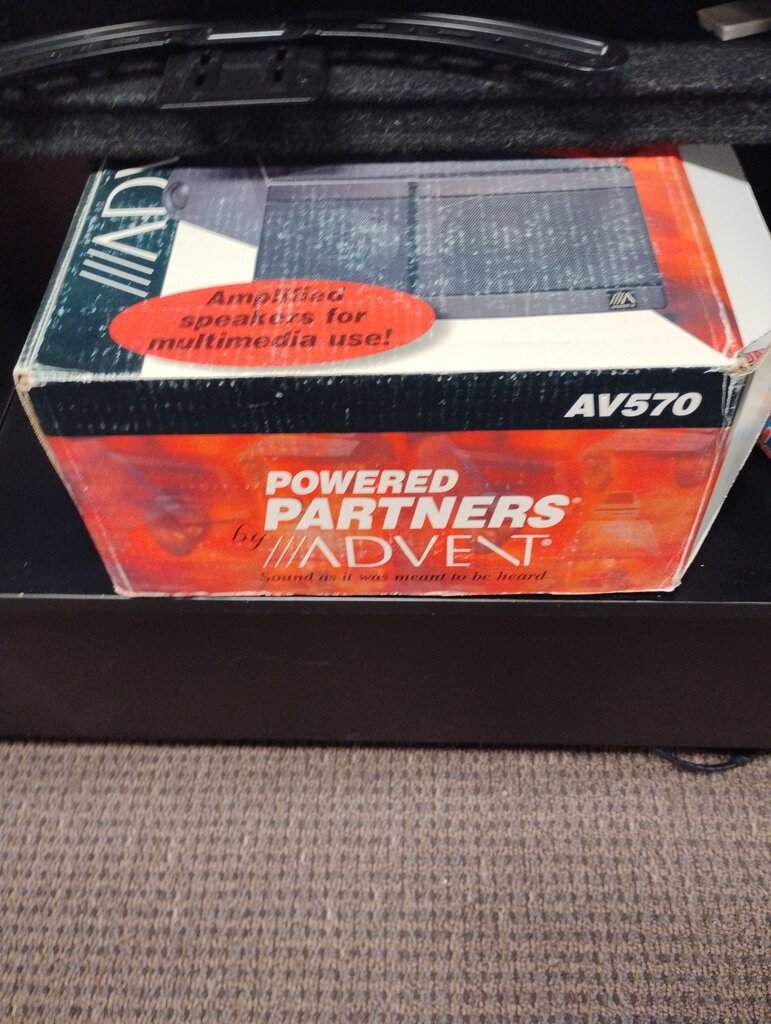 ///ADV
Amplified
speakers for
multimedia use!
AV570
POWERED
PARTNERS®
by ///ADVENT®
Sound as it was meant to be heard